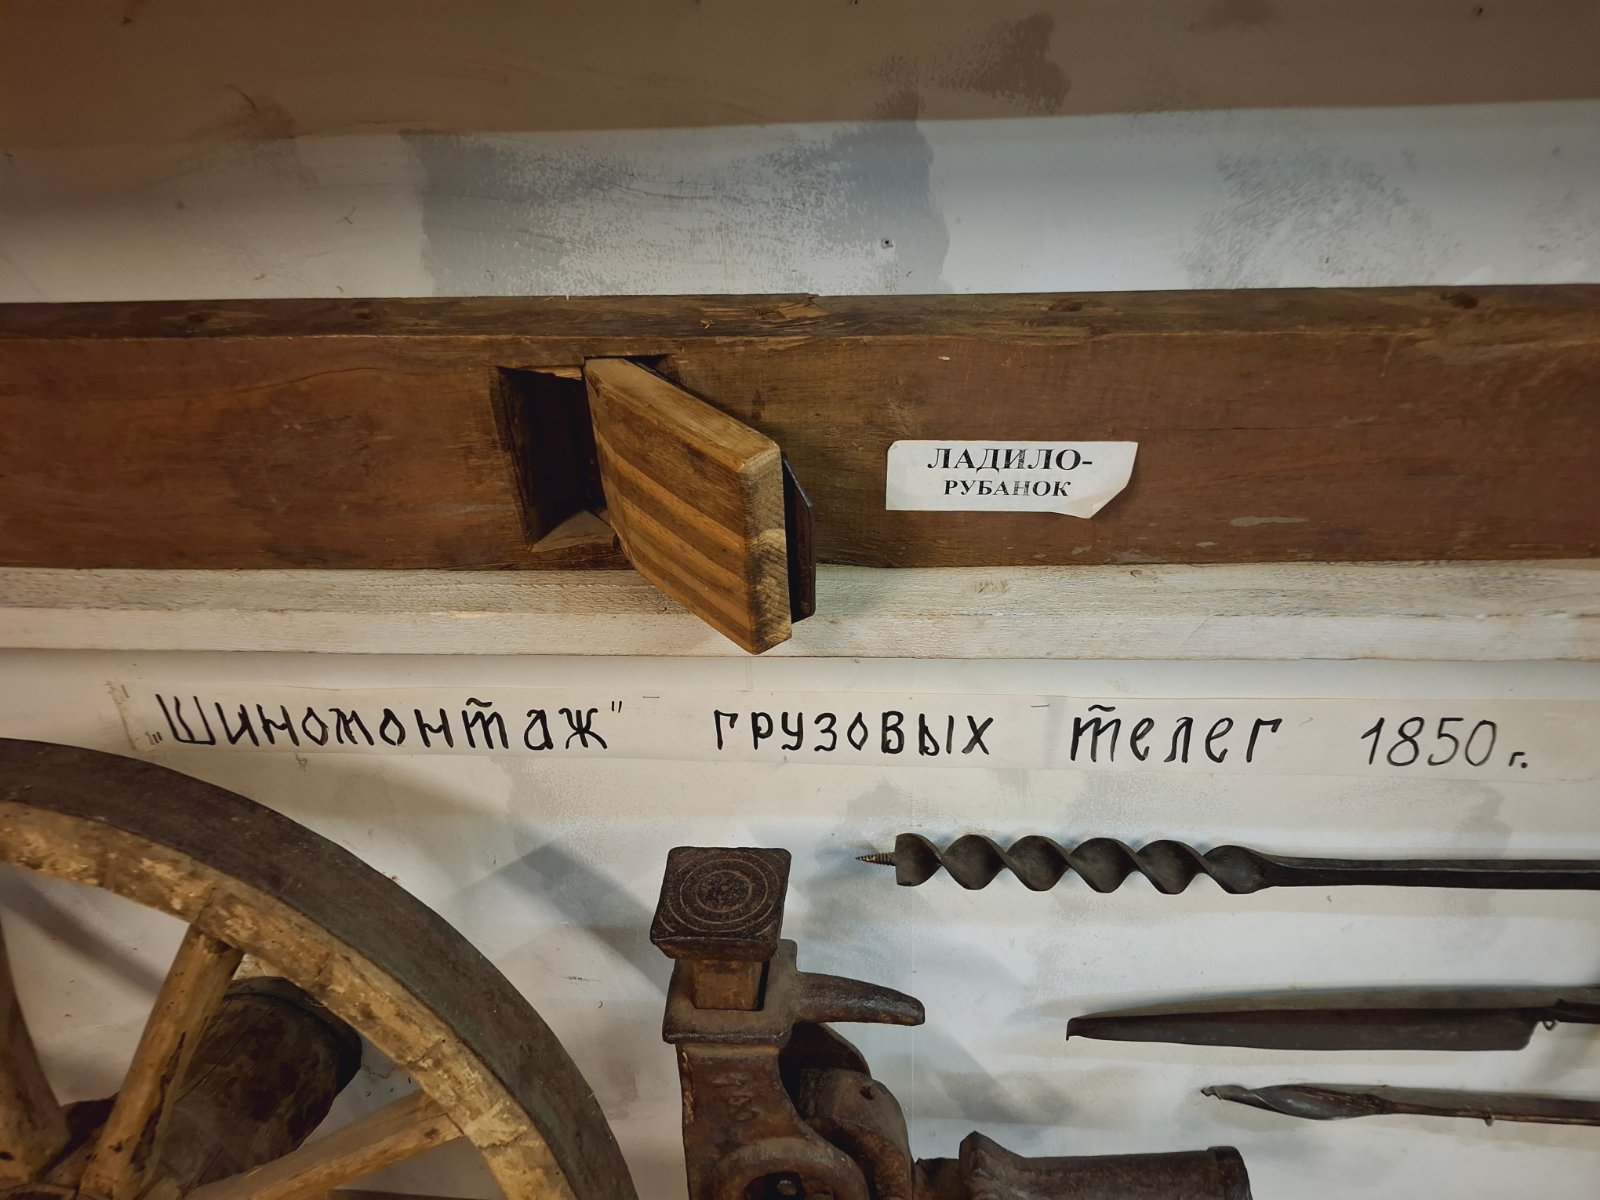 ЛАДИЛО-
РУБАНОК
"Шиномонтаж" грузовых телег 1850 г.